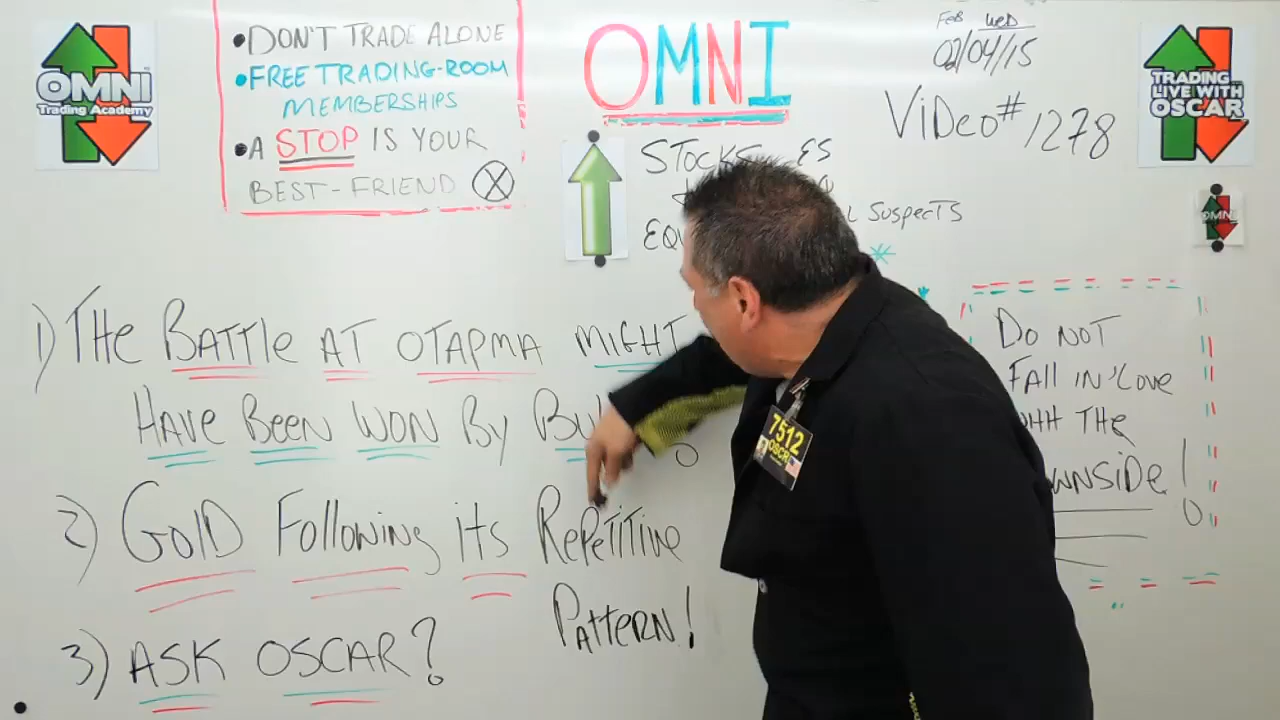 OMNI
Trading Academy
•DON'T TRADE ALONE
•FREE TRADING-ROOM
MEMBERSHIPS
•A STOP IS YOUR
BEST-FRIEND
OMNI
FEB WED
02/04/15
VIDEO# 1278
TRADING
LIVE WITH
OSCAR
STOCKS ES
SUSPECTS
OMNI
1) THE BATTLE AT OTAPMA MIGHT
HAVE BEEN WON BY
2) GOLD FOLLOWING ITS REPETITIVE
PATTERN!
3) ASK OSCAR?
7512
OSCAR
DO NOT
FALL IN'LOVE
THE